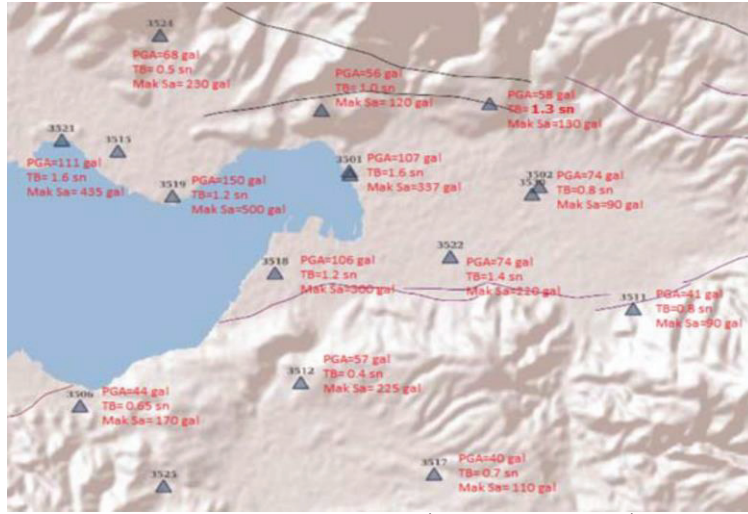 3524
PGA=68 gal
TB= 0.5 sn
Mak Sa= 230 gal
PGA=56 gal
TB= 1.0 sn
Mak Sa= 120 gal
PGA=58 gal
TB= 1.3 sn
Mak Sa=130 gal
3521
PGA=111 gal
TB= 1.6 sn
Mak Sa= 435 gal
3515
3519
PGA=150 gal
TB=1.2 sn
Mak Sa=500 gal
3501
PGA=107 gal
TB=1.6 sn
Mak Sa=337 gal
3502
PGA=74 gal
TB=0.8 sn
Mak Sa=90 gal
3518
PGA=106 gal
TB=1.2 sn
Mak Sa=300 gal
3522
PGA=74 gal
TB=1.4 sn
Mak Sa=220 gal
3511
PGA=41 gal
TB=0.8 sn
Mak Sa=90 gal
3512
PGA=57 gal
TB= 0.4 sn
Mak Sa= 225 gal
3506
PGA=44 gal
TB= 0.65 sn
Mak Sa=170 gal
3525
3517
PGA=40 gal
TB=0.7 sn
Mak Sa= 110 gal